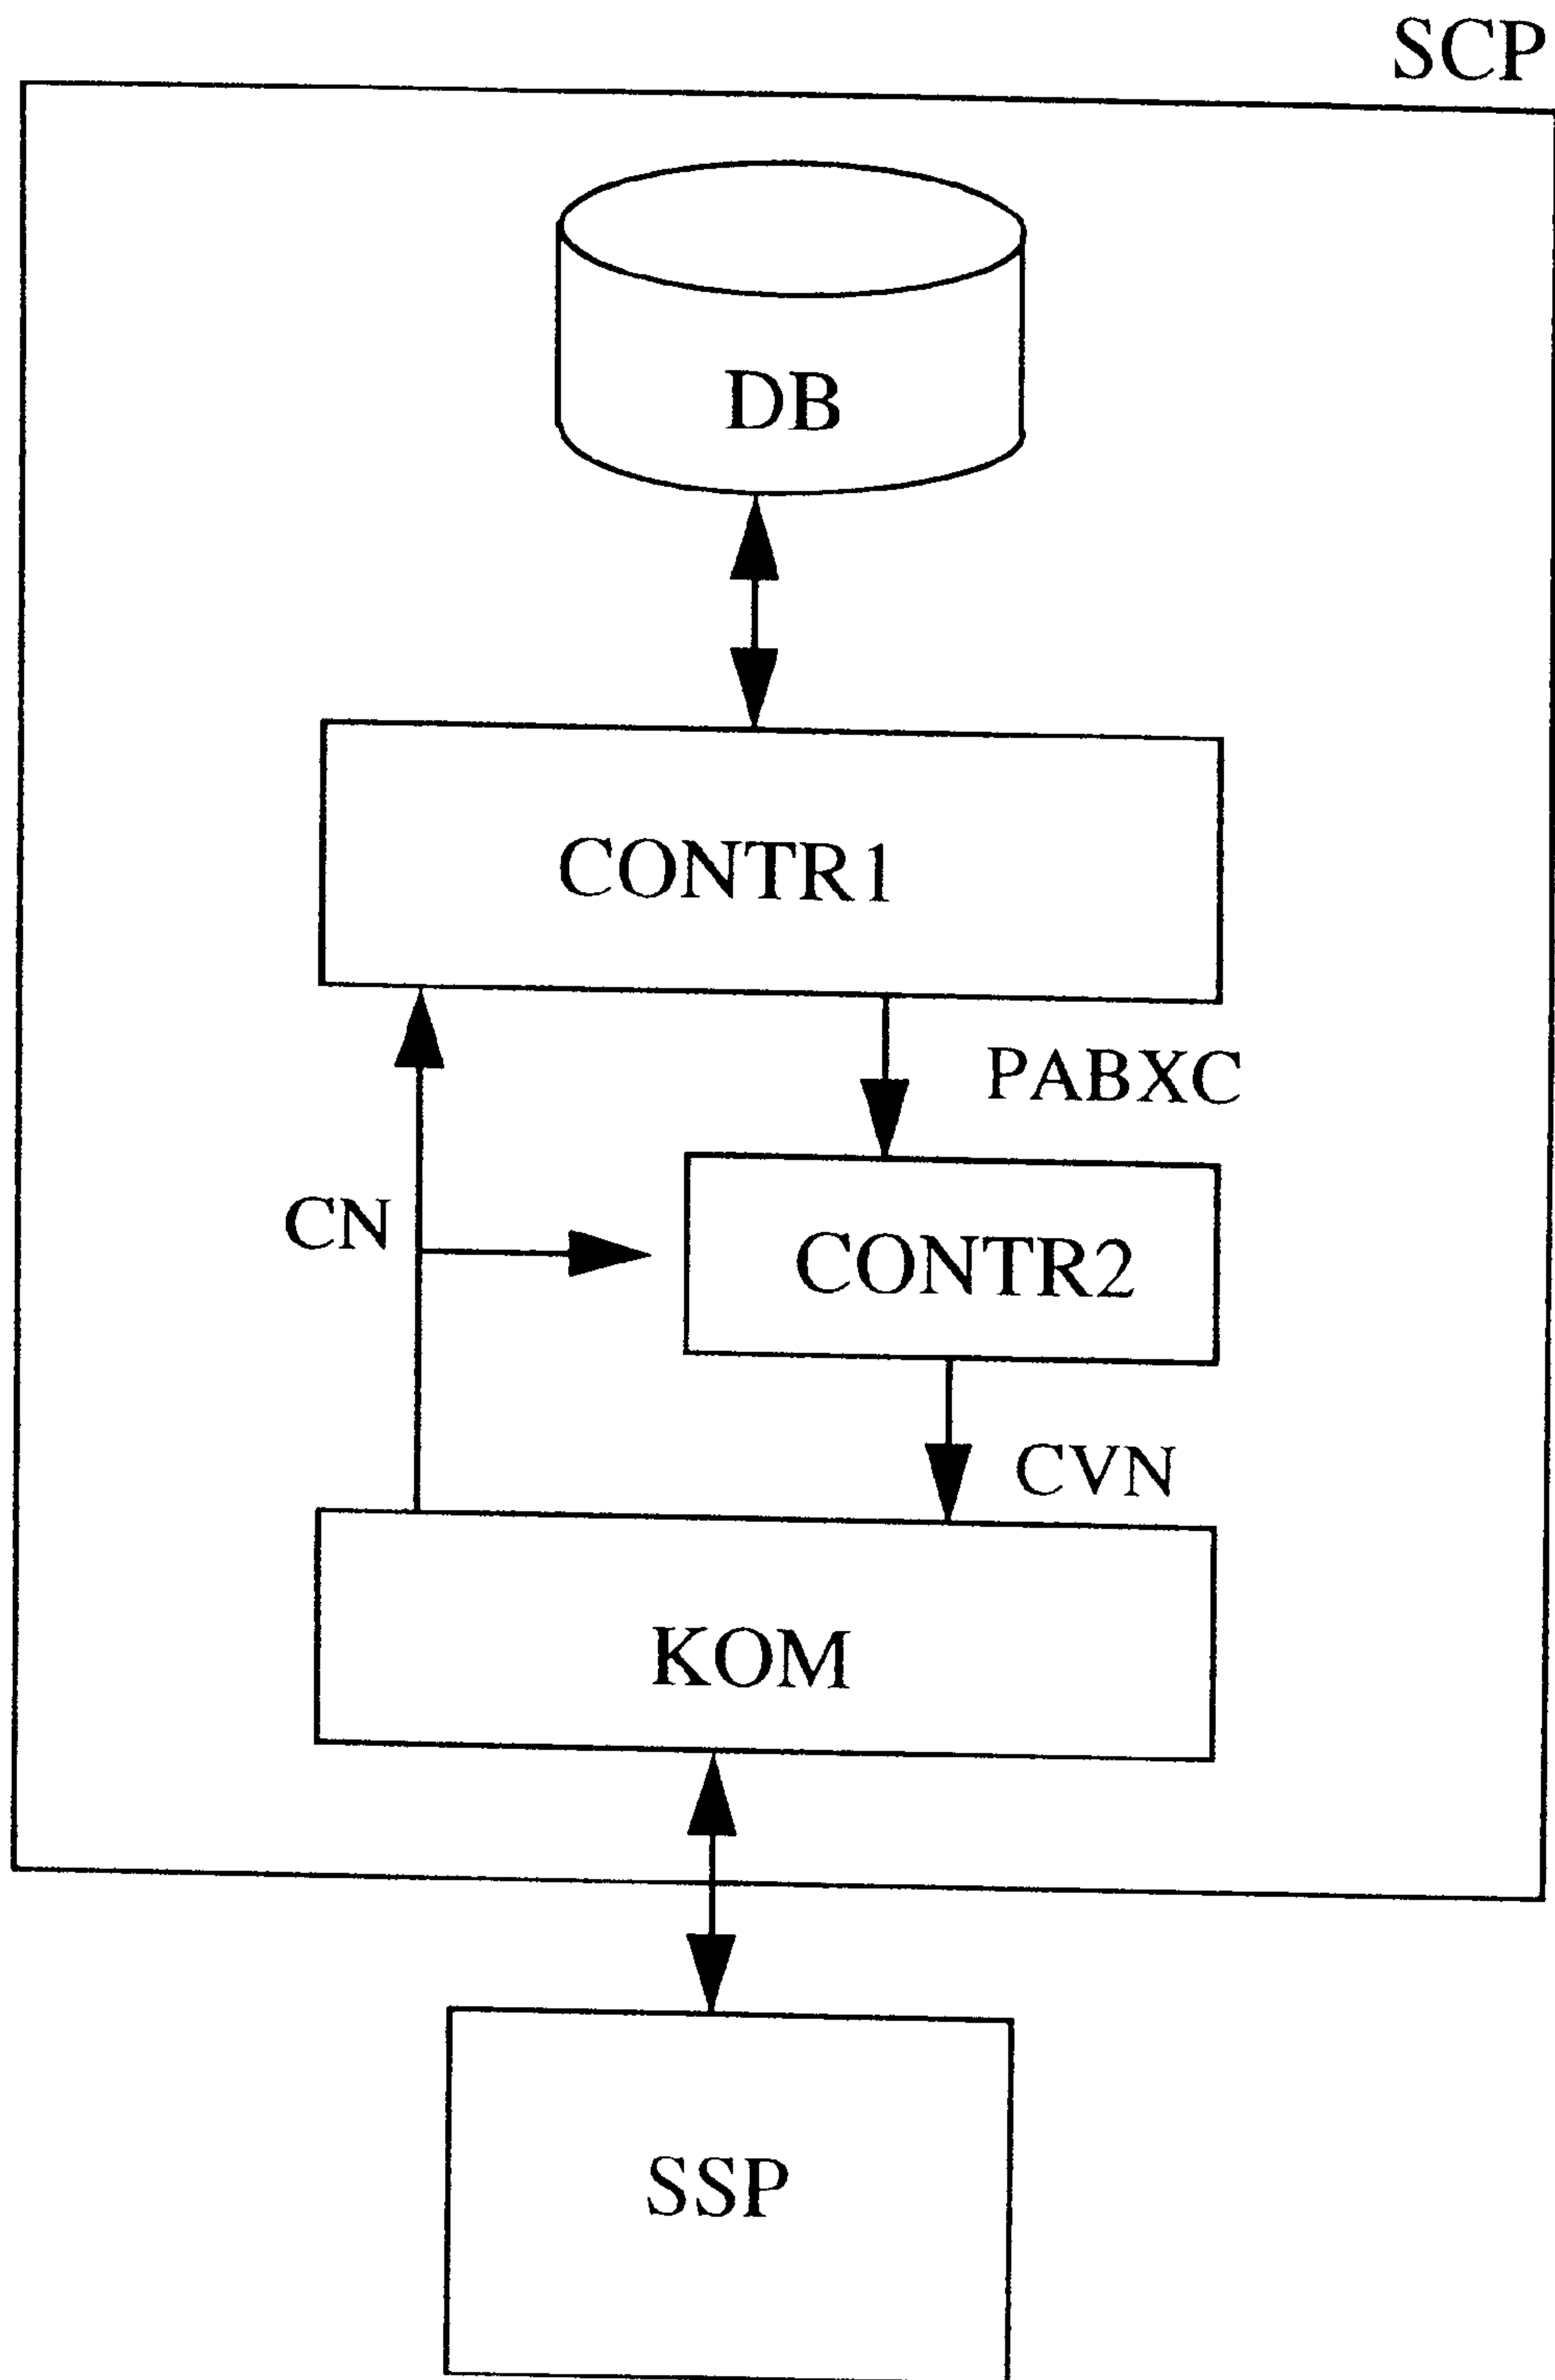 SCP
DB
CONTR1
PABXC
CN
CONTR2
CVN
KOM
SSP